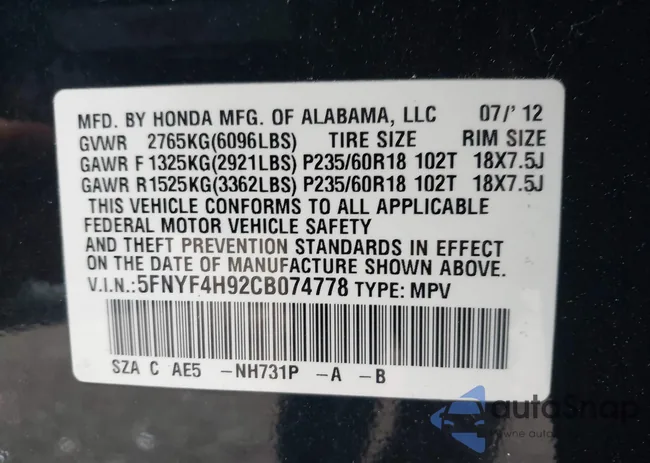 MFD. BY HONDA MFG. OF ALABAMA, LLC 07/'12
GVWR 2765KG(6096LBS) TIRE SIZE RIM SIZE
GAWR F 1325KG(2921LBS) P235/60R18 102T 18X7.5J
GAWR R1525KG(3362LBS) P235/60R18 102T 18X7.5J
THIS VEHICLE CONFORMS TO ALL APPLICABLE
FEDERAL MOTOR VEHICLE SAFETY
AND THEFT PREVENTION STANDARDS IN EFFECT
ON THE DATE OF MANUFACTURE SHOWN ABOVE.
V.I.N.:5FNYF4H92CB074778 TYPE: MPV
SZA C AE5 -NH731P -A -B
autoSnap